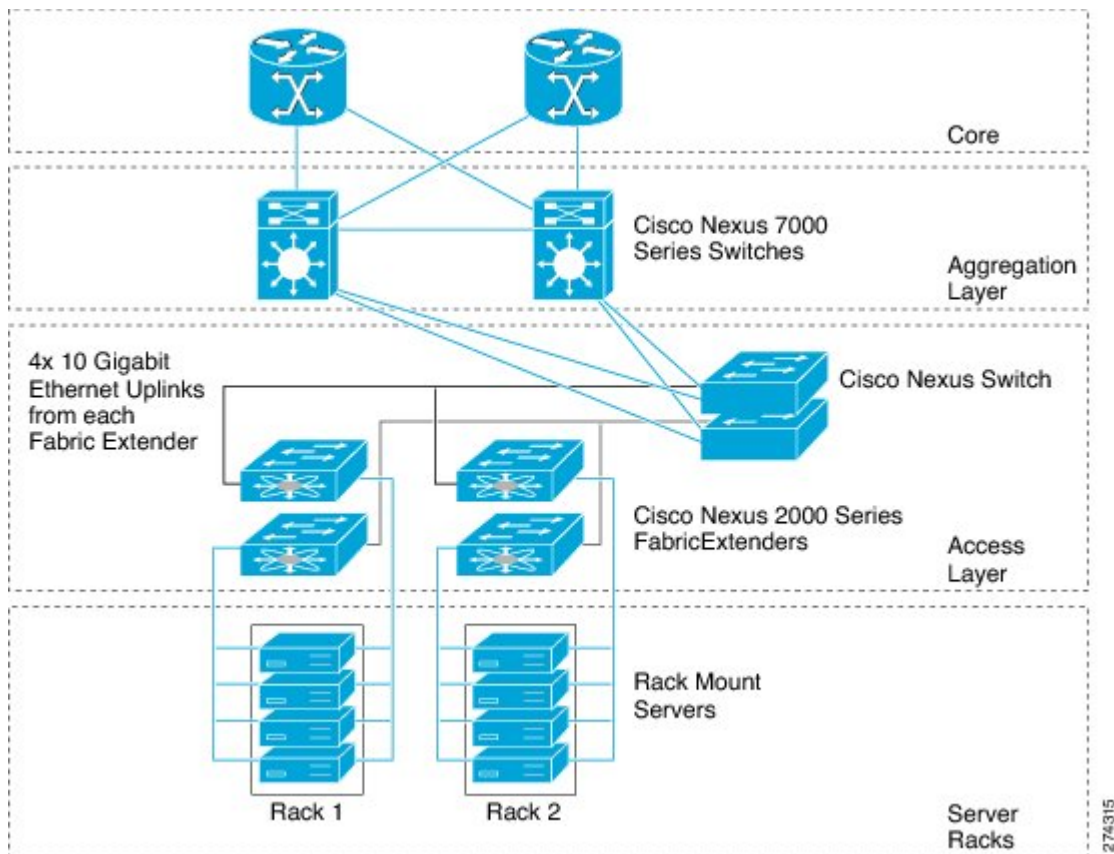 Core
Cisco Nexus 7000
Series Switches
Aggregation
Layer
4x 10 Gigabit
Ethernet Uplinks
from each
Fabric Extender
Cisco Nexus Switch
Cisco Nexus 2000 Series
FabricExtenders
Access
Layer
Rack Mount
Servers
Rack 1
Rack 2
Server
Racks
274315